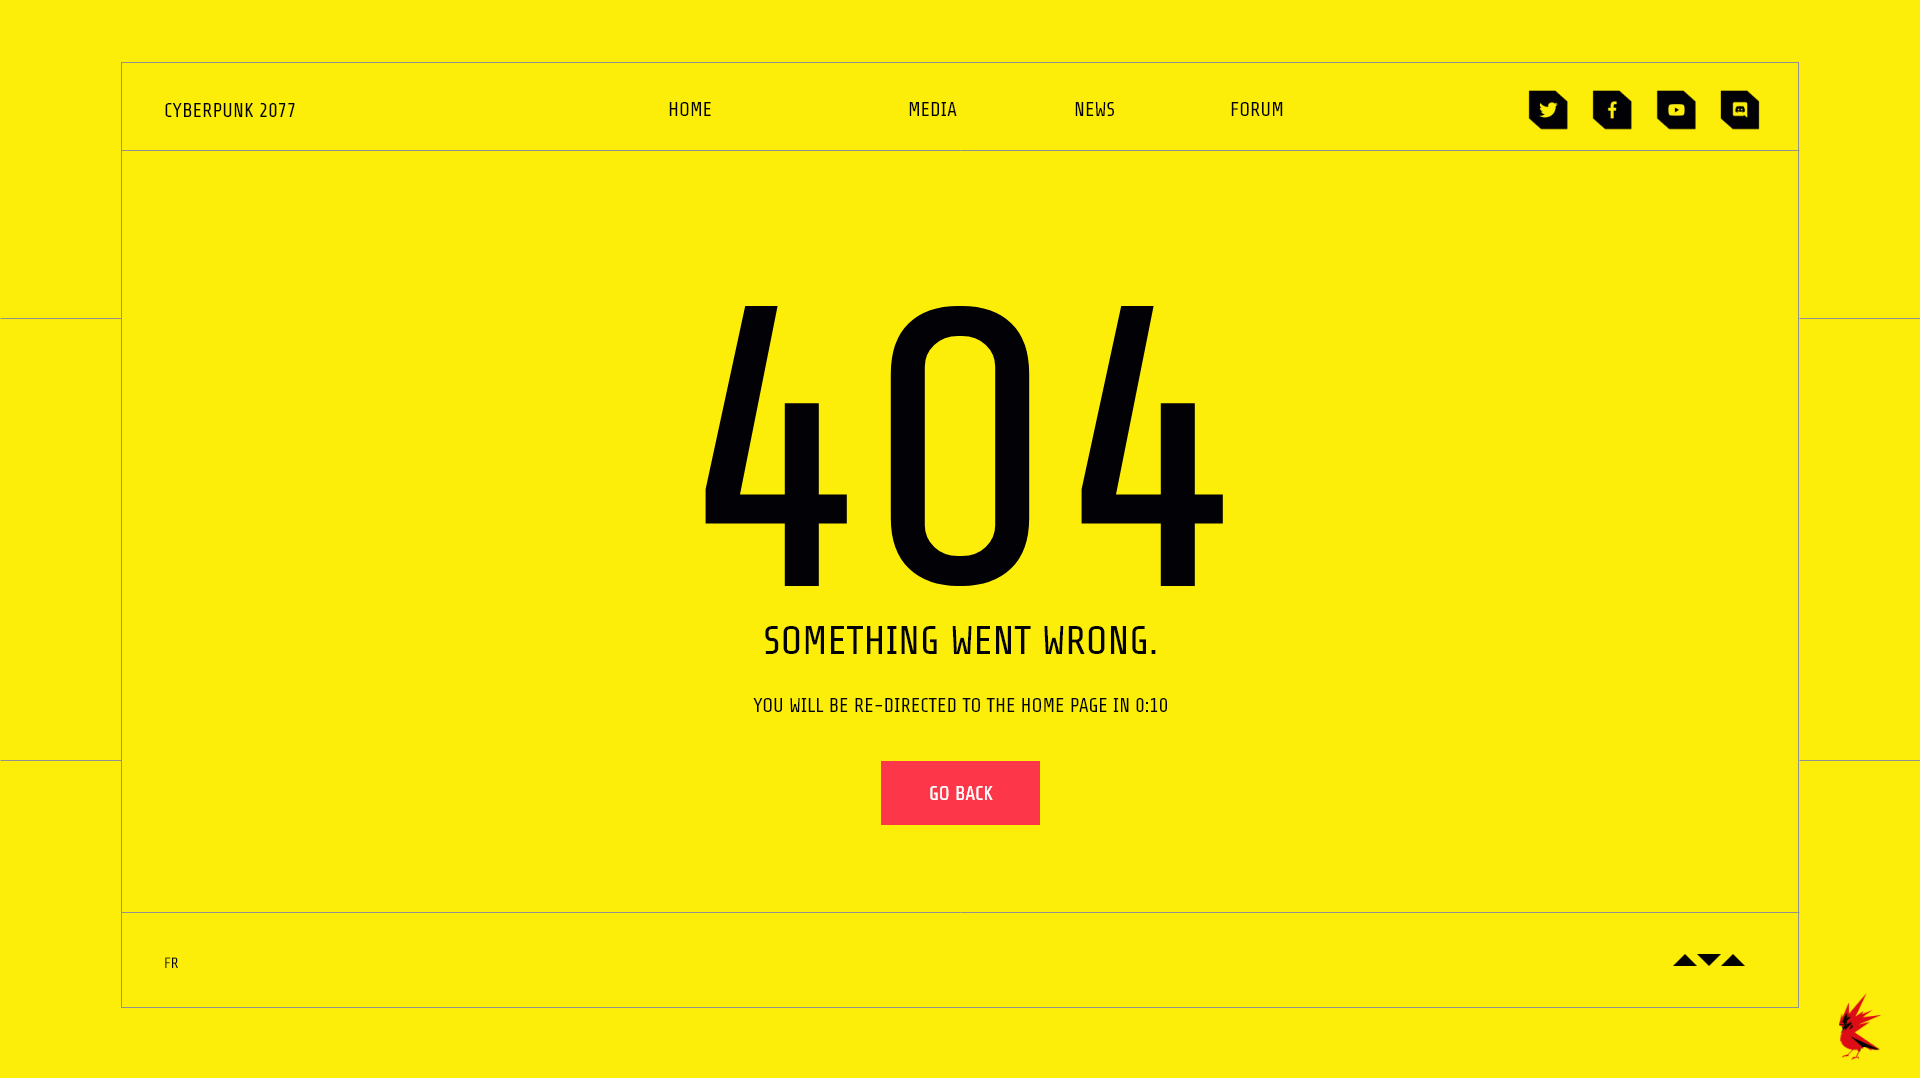 CYBERPUNK 2077
HOME
MEDIA
NEWS
FORUM
404
SOMETHING WENT WRONG.
YOU WILL BE RE-DIRECTED TO THE HOME PAGE IN 0:10
GO BACK
FR